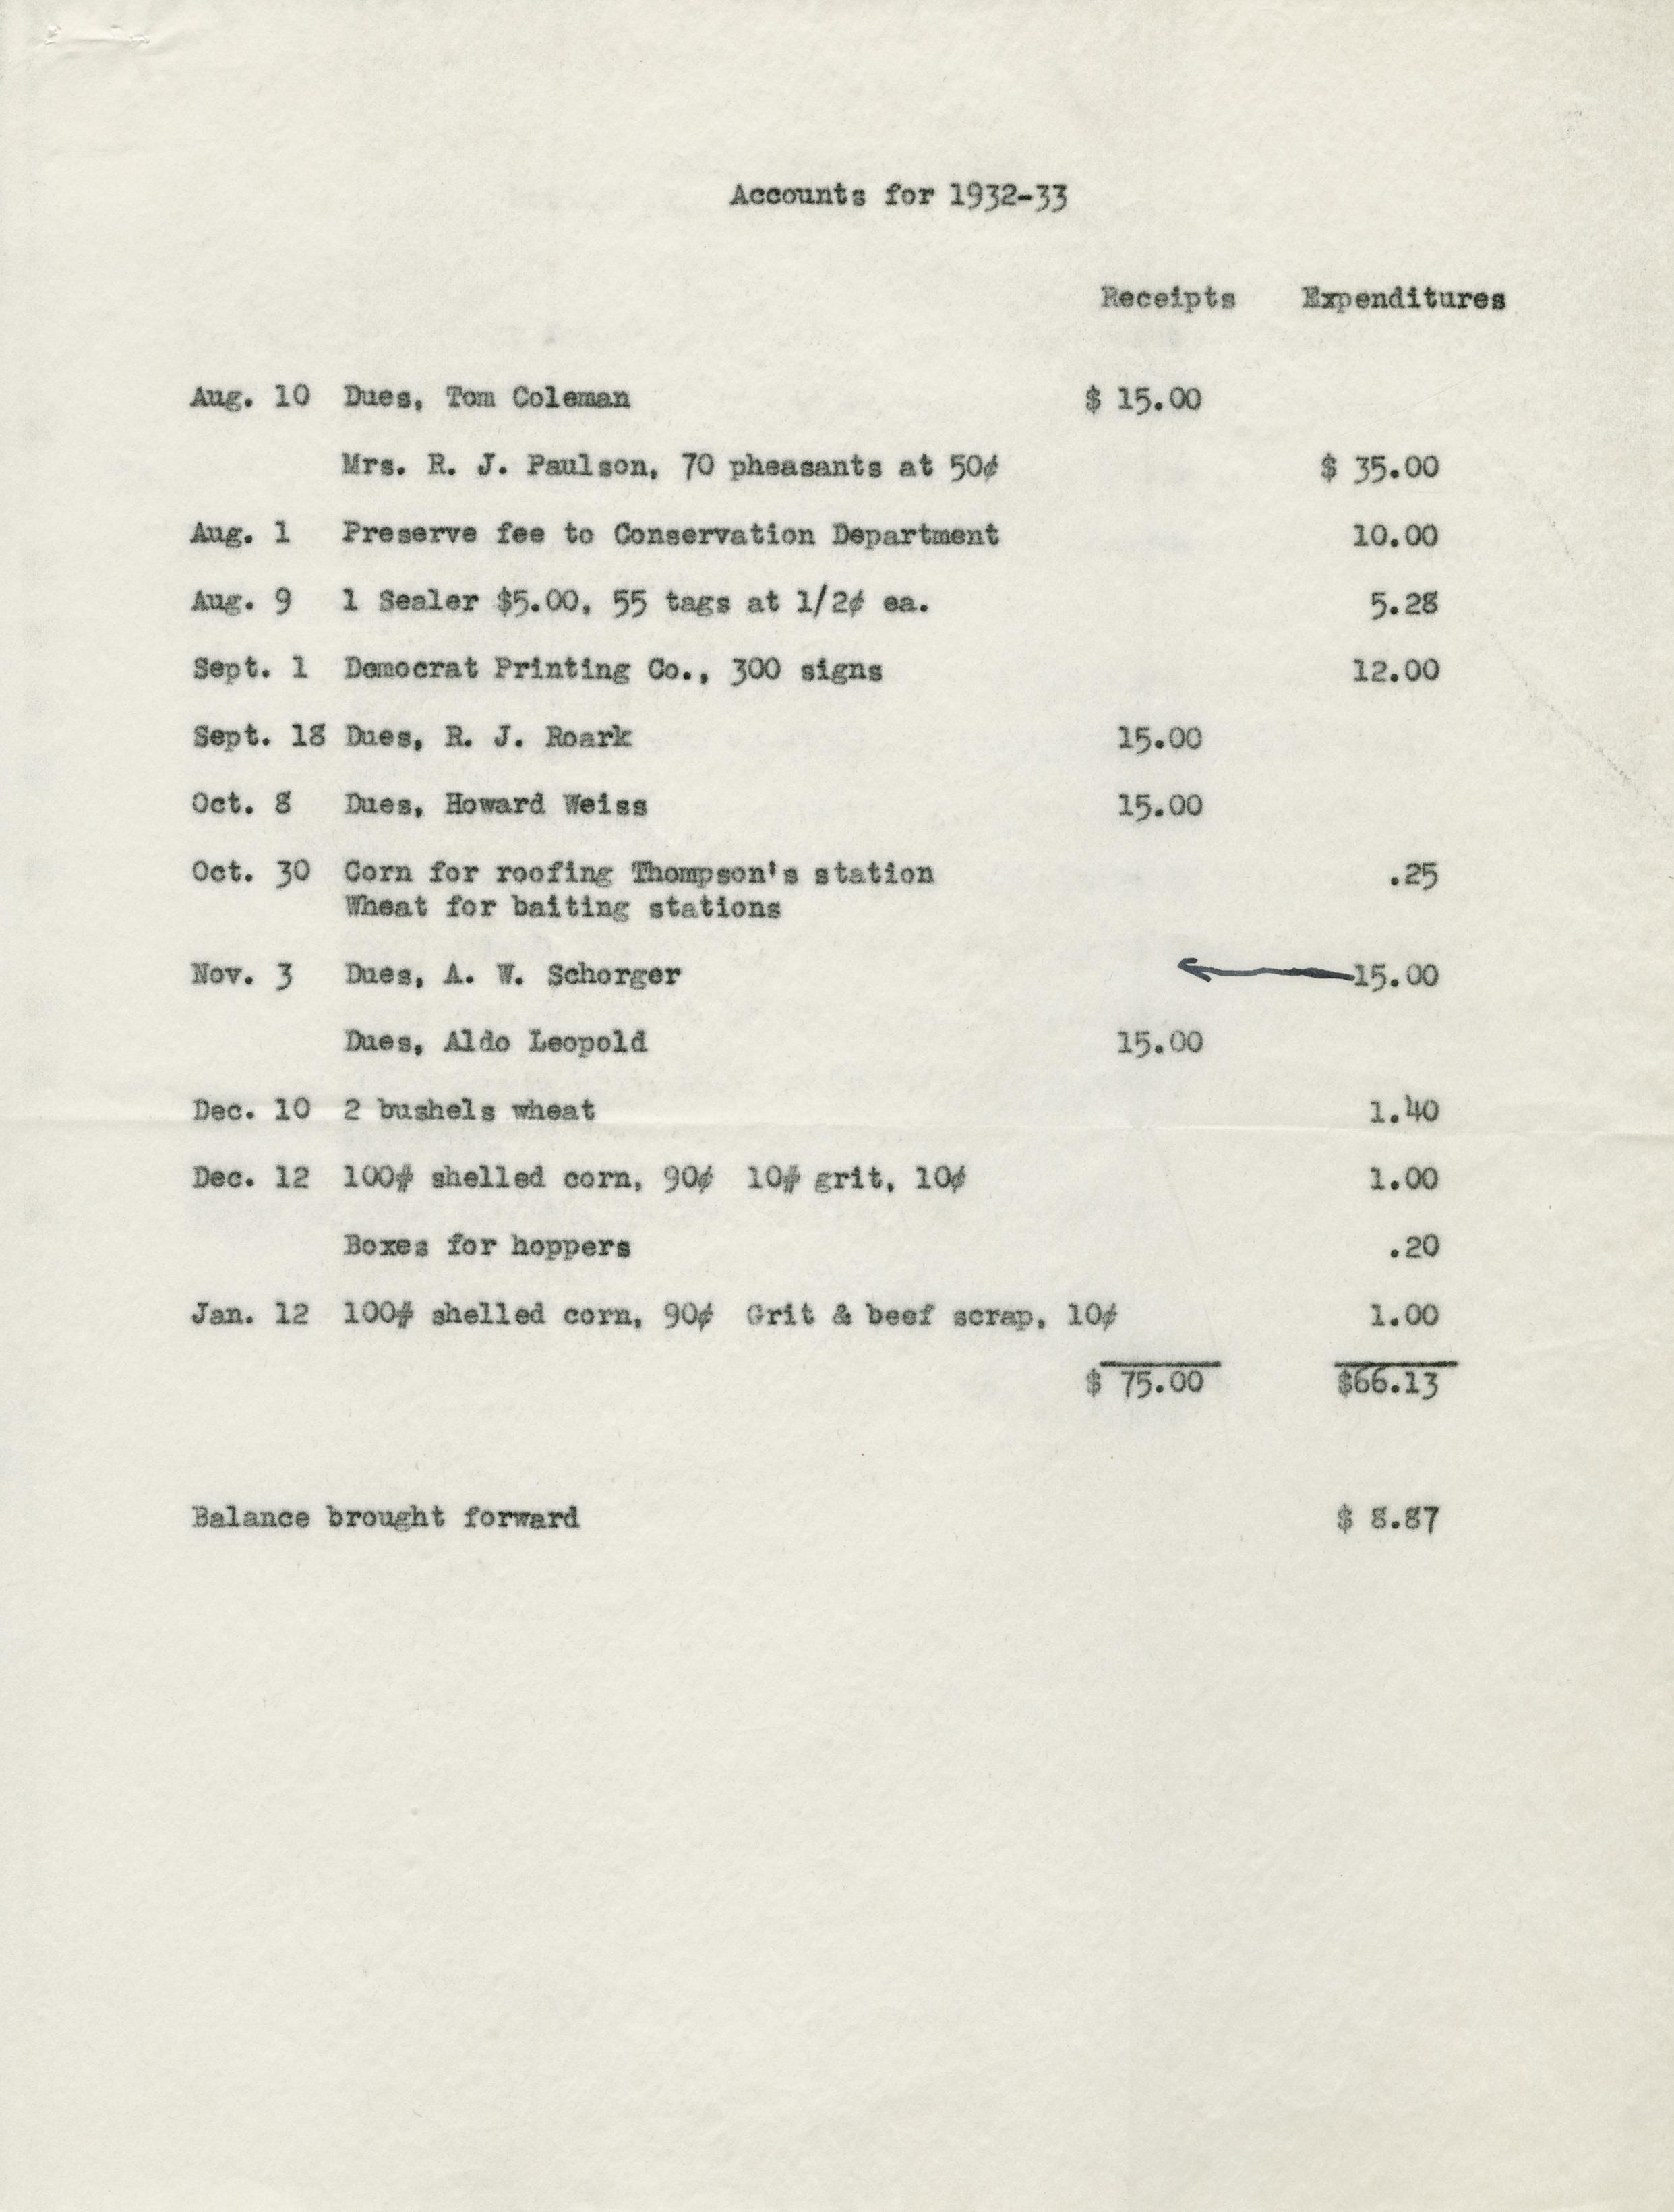 Accounts for 1932-33
Receipts Expenditures
Aug. 10 Dues, Tom Coleman $ 15.00
Mrs. R. J. Paulson, 70 pheasants at 50¢ $ 35.00
Aug. 1 Preserve fee to Conservation Department 10.00
Aug. 9 1 Sealer $5.00, 55 tags at 1/2¢ ea. 5.28
Sept. 1 Democrat Printing Co., 300 signs 12.00
Sept. 18 Dues, R. J. Roark 15.00
Oct. 8 Dues, Howard Weiss 15.00
Oct. 30 Corn for roofing Thompson's station .25
Wheat for baiting stations
Nov. 3 Dues, A. W. Schorger 15.00
Dues, Aldo Leopold 15.00
Dec. 10 2 bushels wheat 1.40
Dec. 12 100# shelled corn, 90¢ 10# grit, 10¢ 1.00
Boxes for hoppers .20
Jan. 12 100# shelled corn, 90¢ Grit & beef scrap, 10¢ 1.00
$ 75.00 $66.13
Balance brought forward $ 8.87